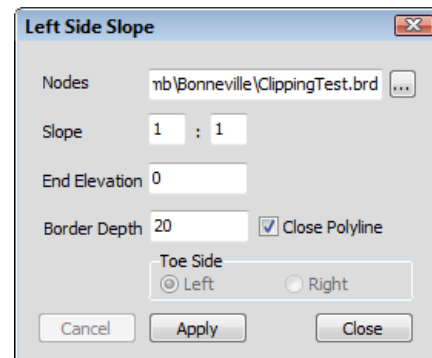 Left Side Slope
Nodes mb\Bonneville\ClippingTest.brd ...
Slope 1 : 1
End Elevation 0
Border Depth 20 Close Polyline
Toe Side
Left Right
Cancel Apply Close